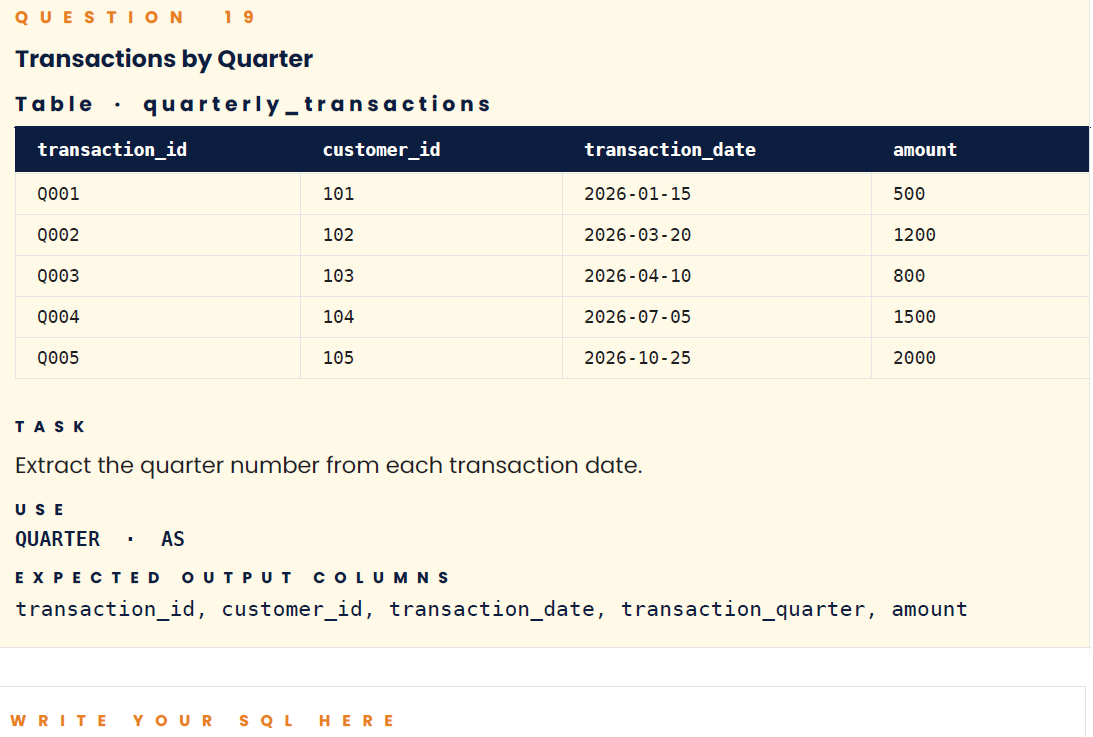 QUESTION 19
Transactions by Quarter
Table · quarterly_transactions
transaction_id customer_id transaction_date amount
Q001 101 2026-01-15 500
Q002 102 2026-03-20 1200
Q003 103 2026-04-10 800
Q004 104 2026-07-05 1500
Q005 105 2026-10-25 2000
TASK
Extract the quarter number from each transaction date.
USE
QUARTER · AS
EXPECTED OUTPUT COLUMNS
transaction_id, customer_id, transaction_date, transaction_quarter, amount
WRITE YOUR SQL HERE